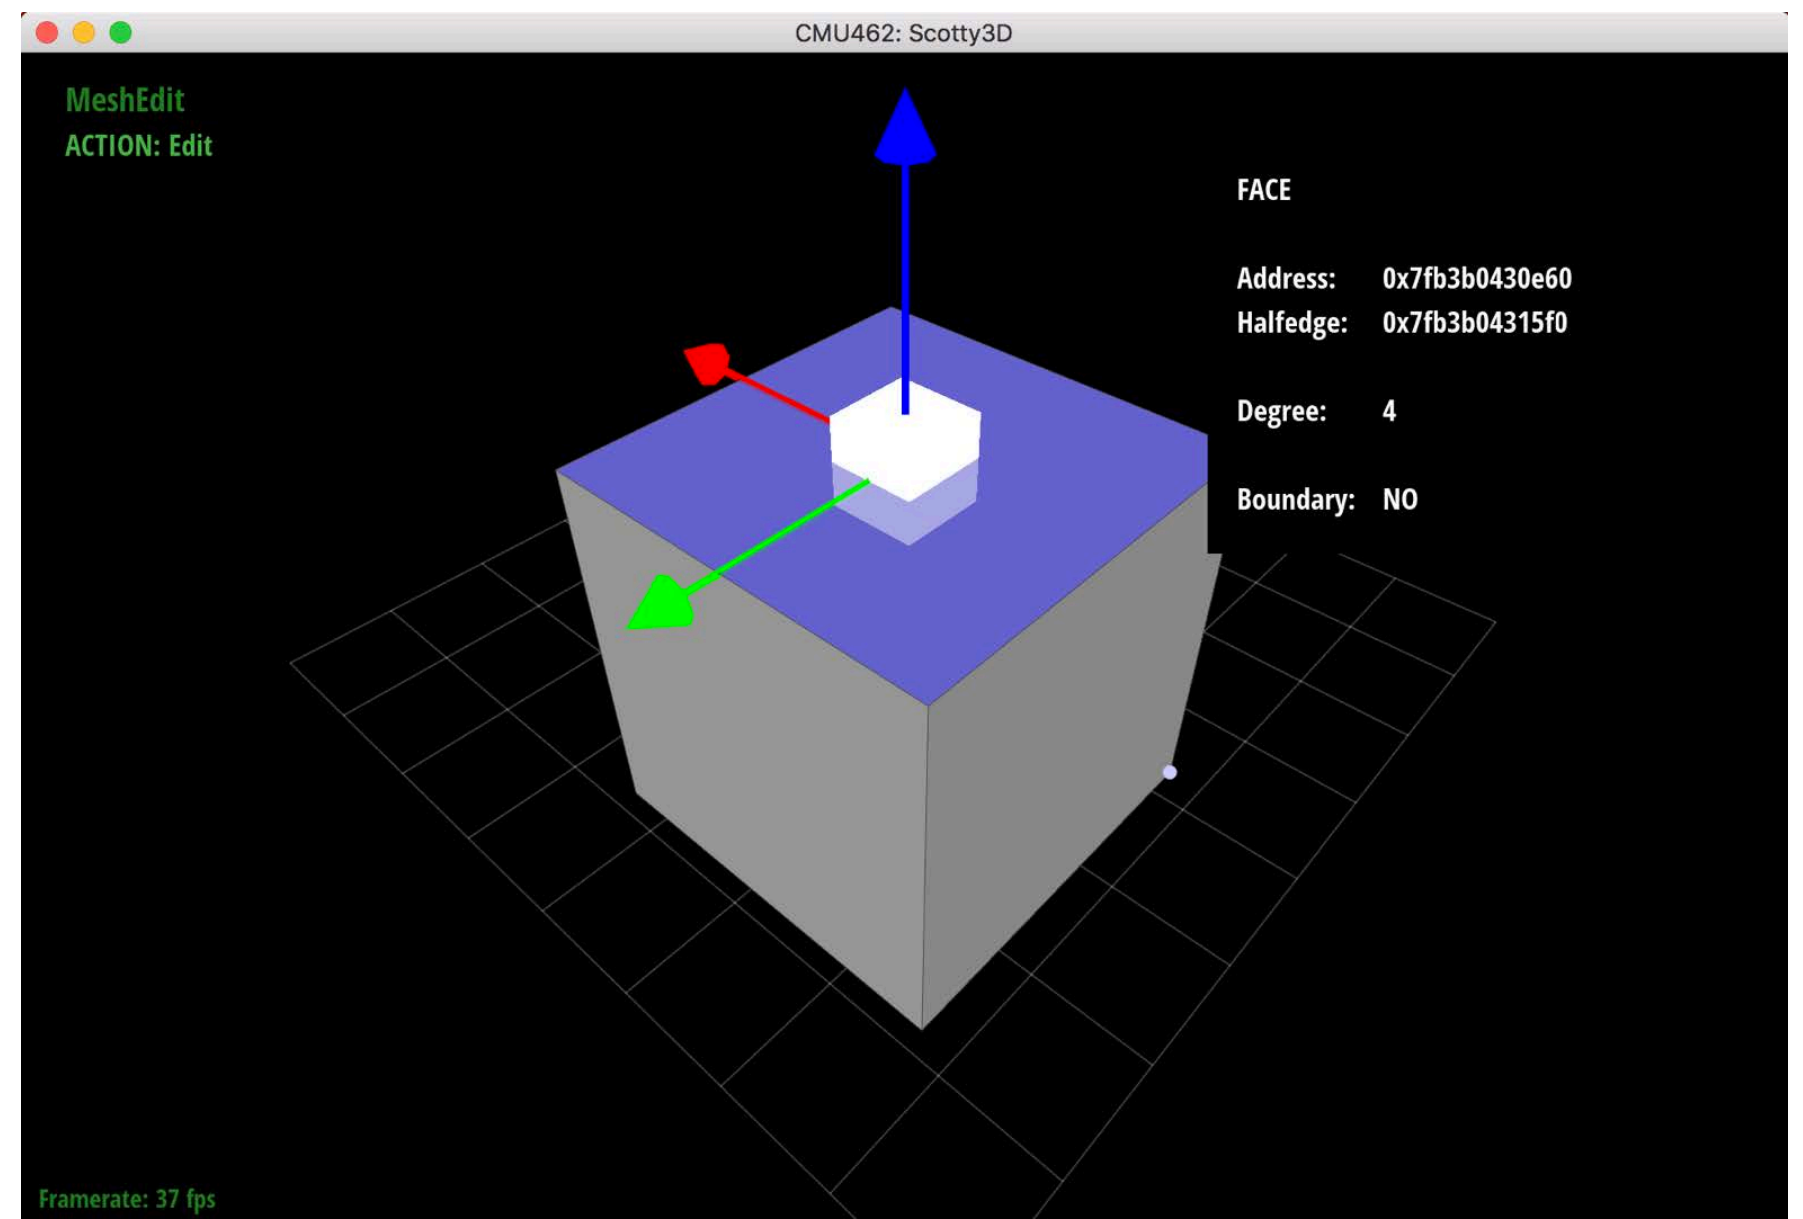 CMU462: Scotty3D
MeshEdit
ACTION: Edit
FACE
Address: 0x7fb3b0430e60
Halfedge: 0x7fb3b04315f0
Degree: 4
Boundary: NO
Framerate: 37 fps